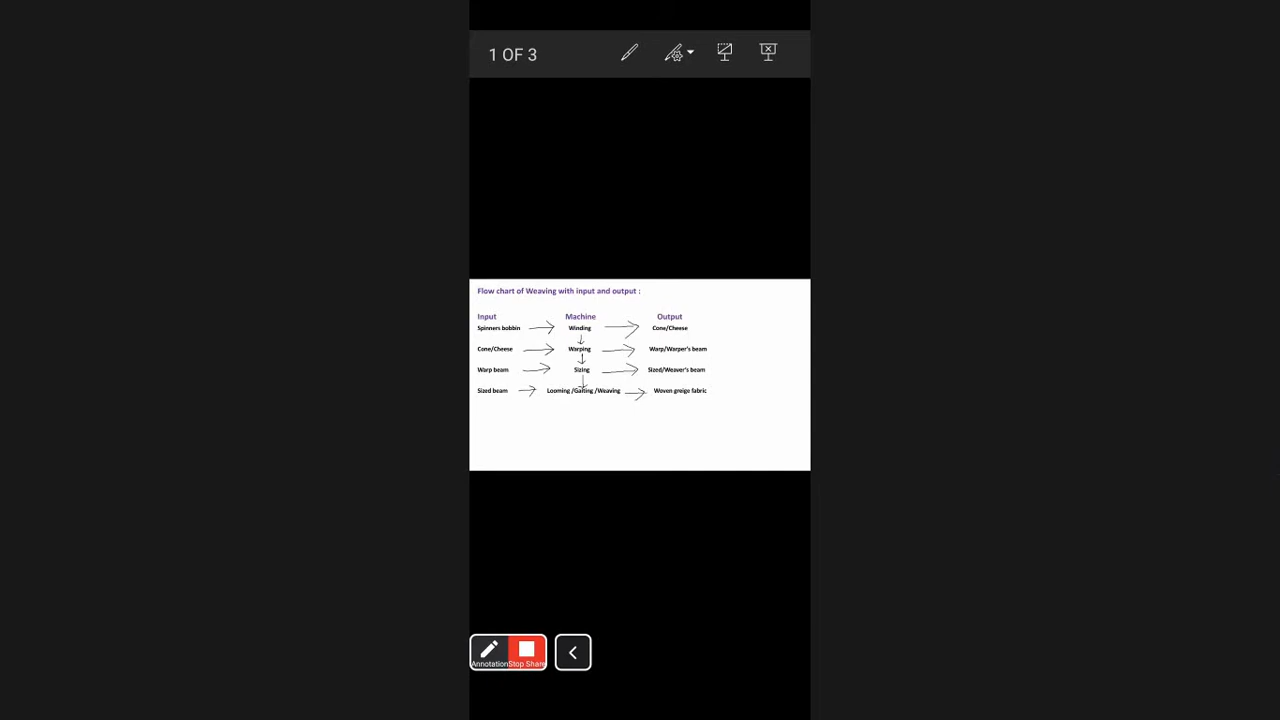 1 OF 3
Flow chart of Weaving with input and output :
Input Machine Output
Spinners bobbin Winding Cone/Cheese
Cone/Cheese Warping Warp/Warper's beam
Warp beam Sizing Sized/Weaver's beam
Sized beam Looming /Gaiting /Weaving Woven greige fabric
Annotation Stop Share